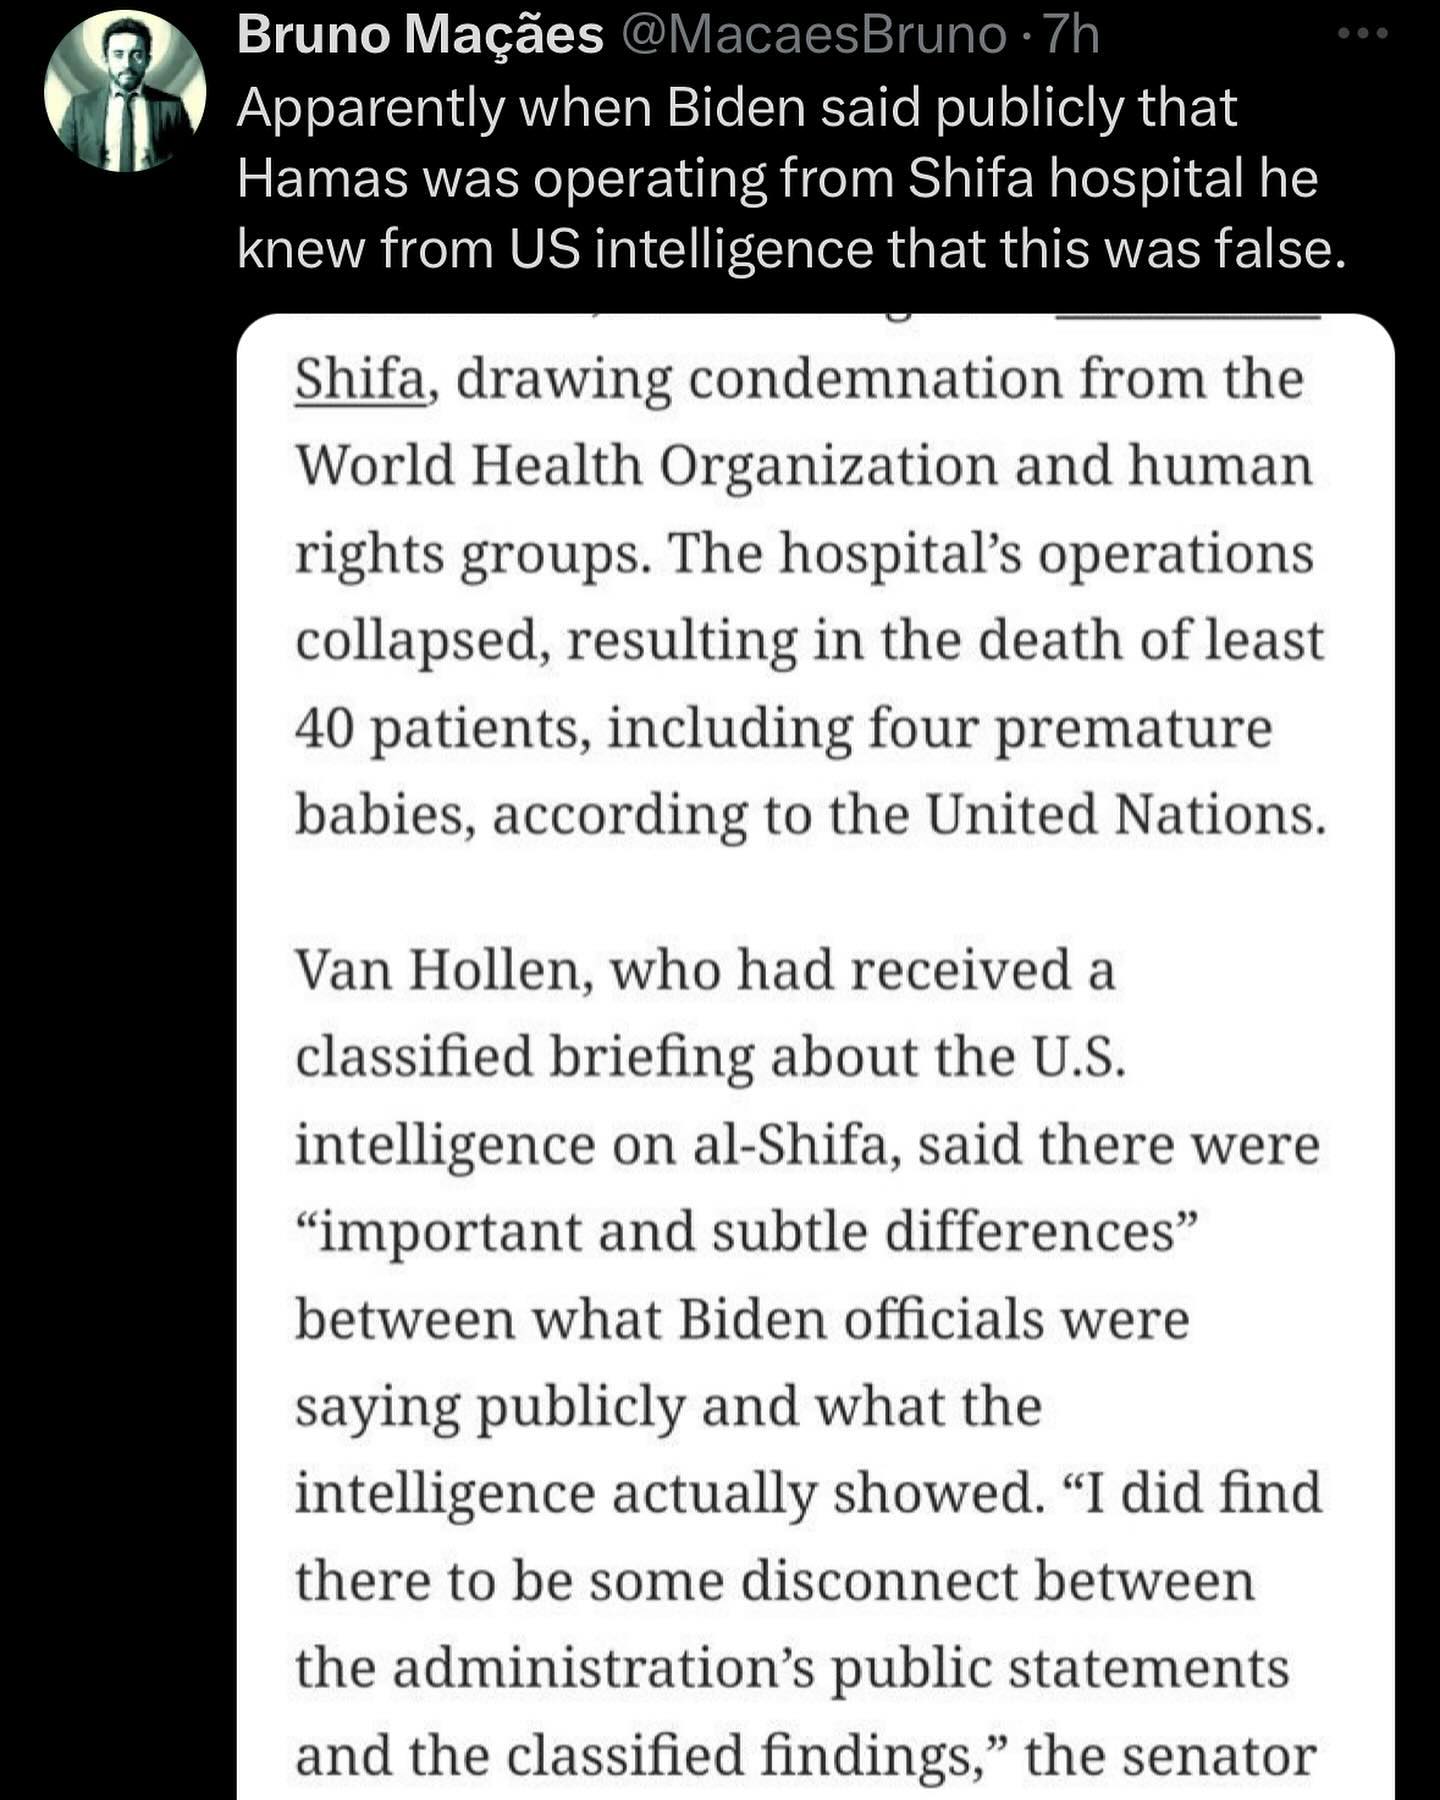 Bruno Maçães @MacaesBruno · 7h
Apparently when Biden said publicly that
Hamas was operating from Shifa hospital he
knew from US intelligence that this was false.
Shifa, drawing condemnation from the
World Health Organization and human
rights groups. The hospital’s operations
collapsed, resulting in the death of least
40 patients, including four premature
babies, according to the United Nations.
Van Hollen, who had received a
classified briefing about the U.S.
intelligence on al-Shifa, said there were
“important and subtle differences”
between what Biden officials were
saying publicly and what the
intelligence actually showed. “I did find
there to be some disconnect between
the administration’s public statements
and the classified findings,” the senator